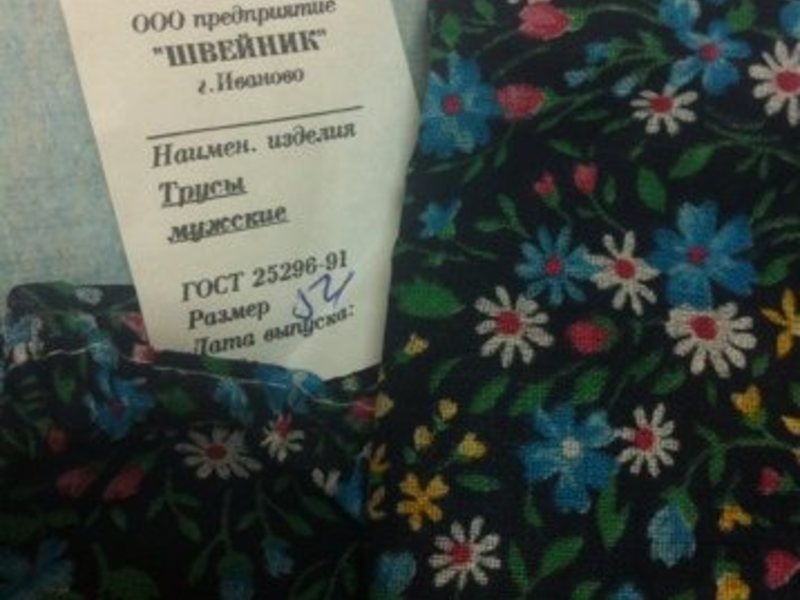 ООО предприятие
"ШВЕЙНИК"
г.Иваново
Наимен. изделия
Трусы
мужские
ГОСТ 25296-91
Размер 52
Дата выпуска: